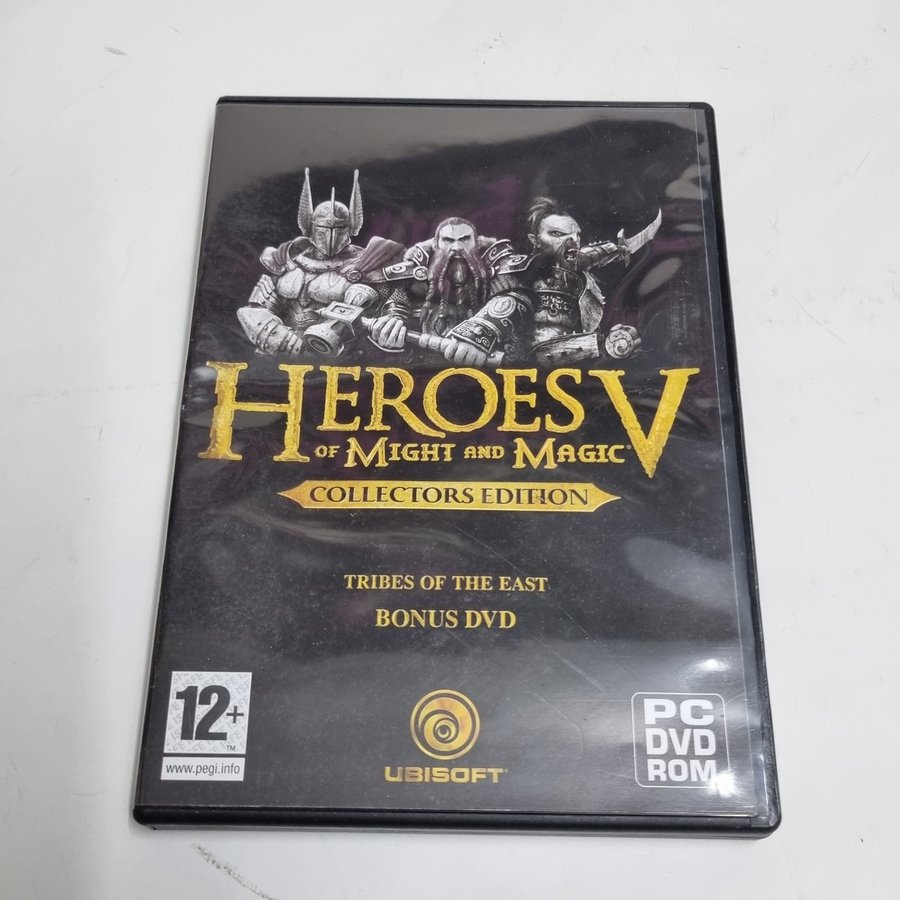 HEROES V
OF MIGHT AND MAGIC
COLLECTORS EDITION
TRIBES OF THE EAST
BONUS DVD
12+
TM
www.pegi.info
UBISOFT
PC
DVD
ROM